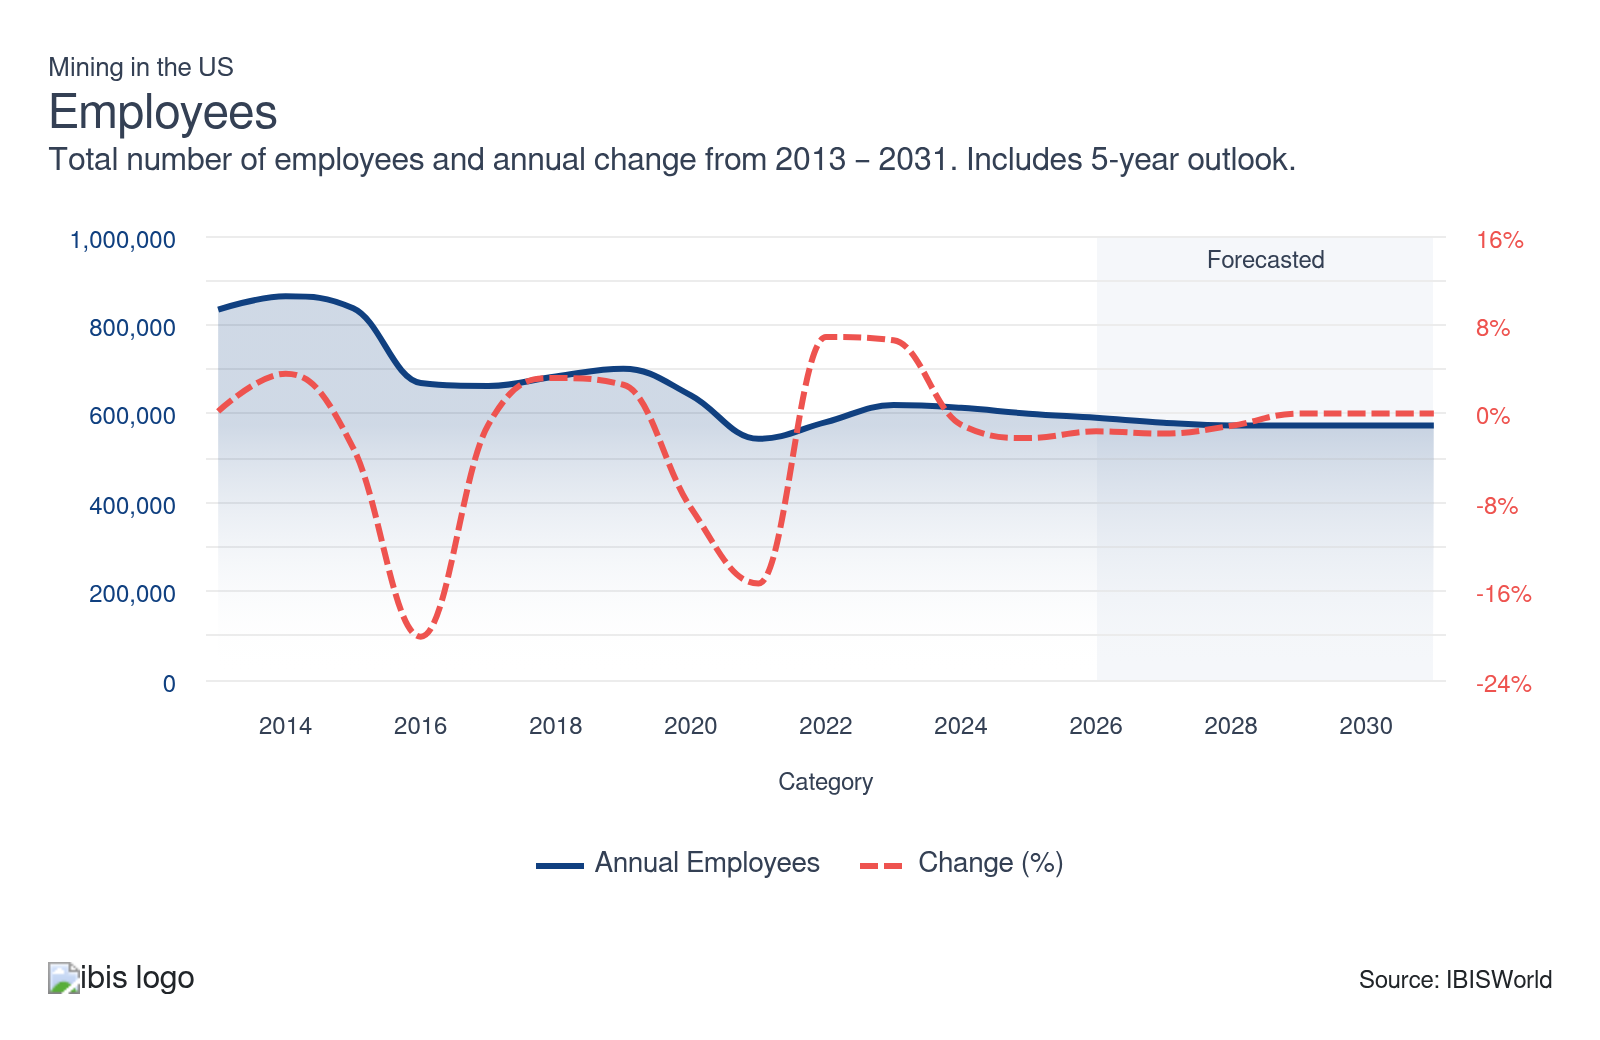 Mining in the US
Employees
Total number of employees and annual change from 2013 – 2031. Includes 5-year outlook.
1,000,000
800,000
600,000
400,000
200,000
0
16%
8%
0%
-8%
-16%
-24%
Forecasted
2014 2016 2018 2020 2022 2024 2026 2028 2030
Category
Annual Employees Change (%)
ibis logo
Source: IBISWorld